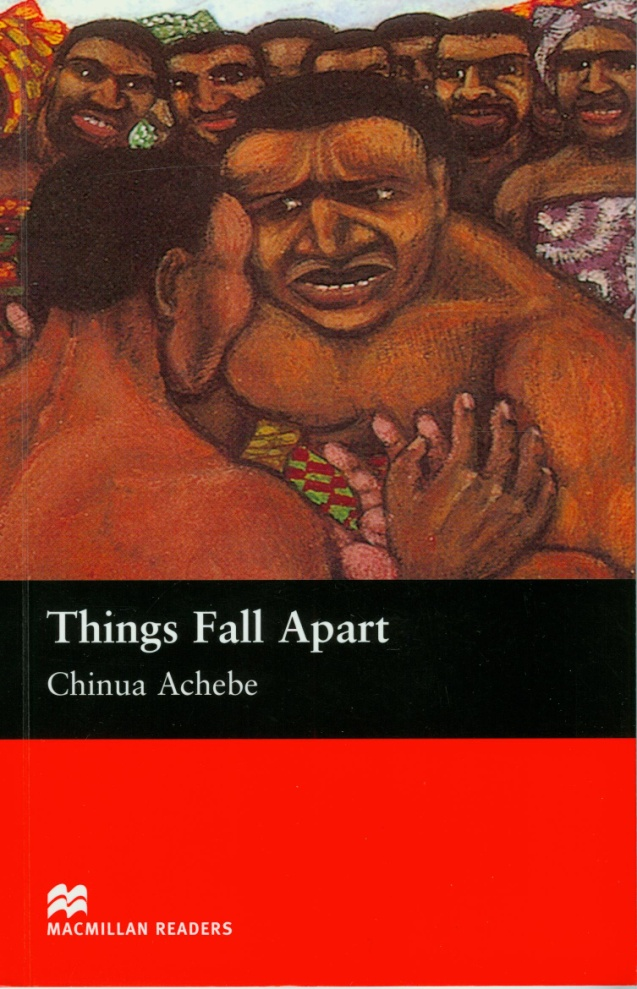 Things Fall Apart
Chinua Achebe
MACMILLAN READERS